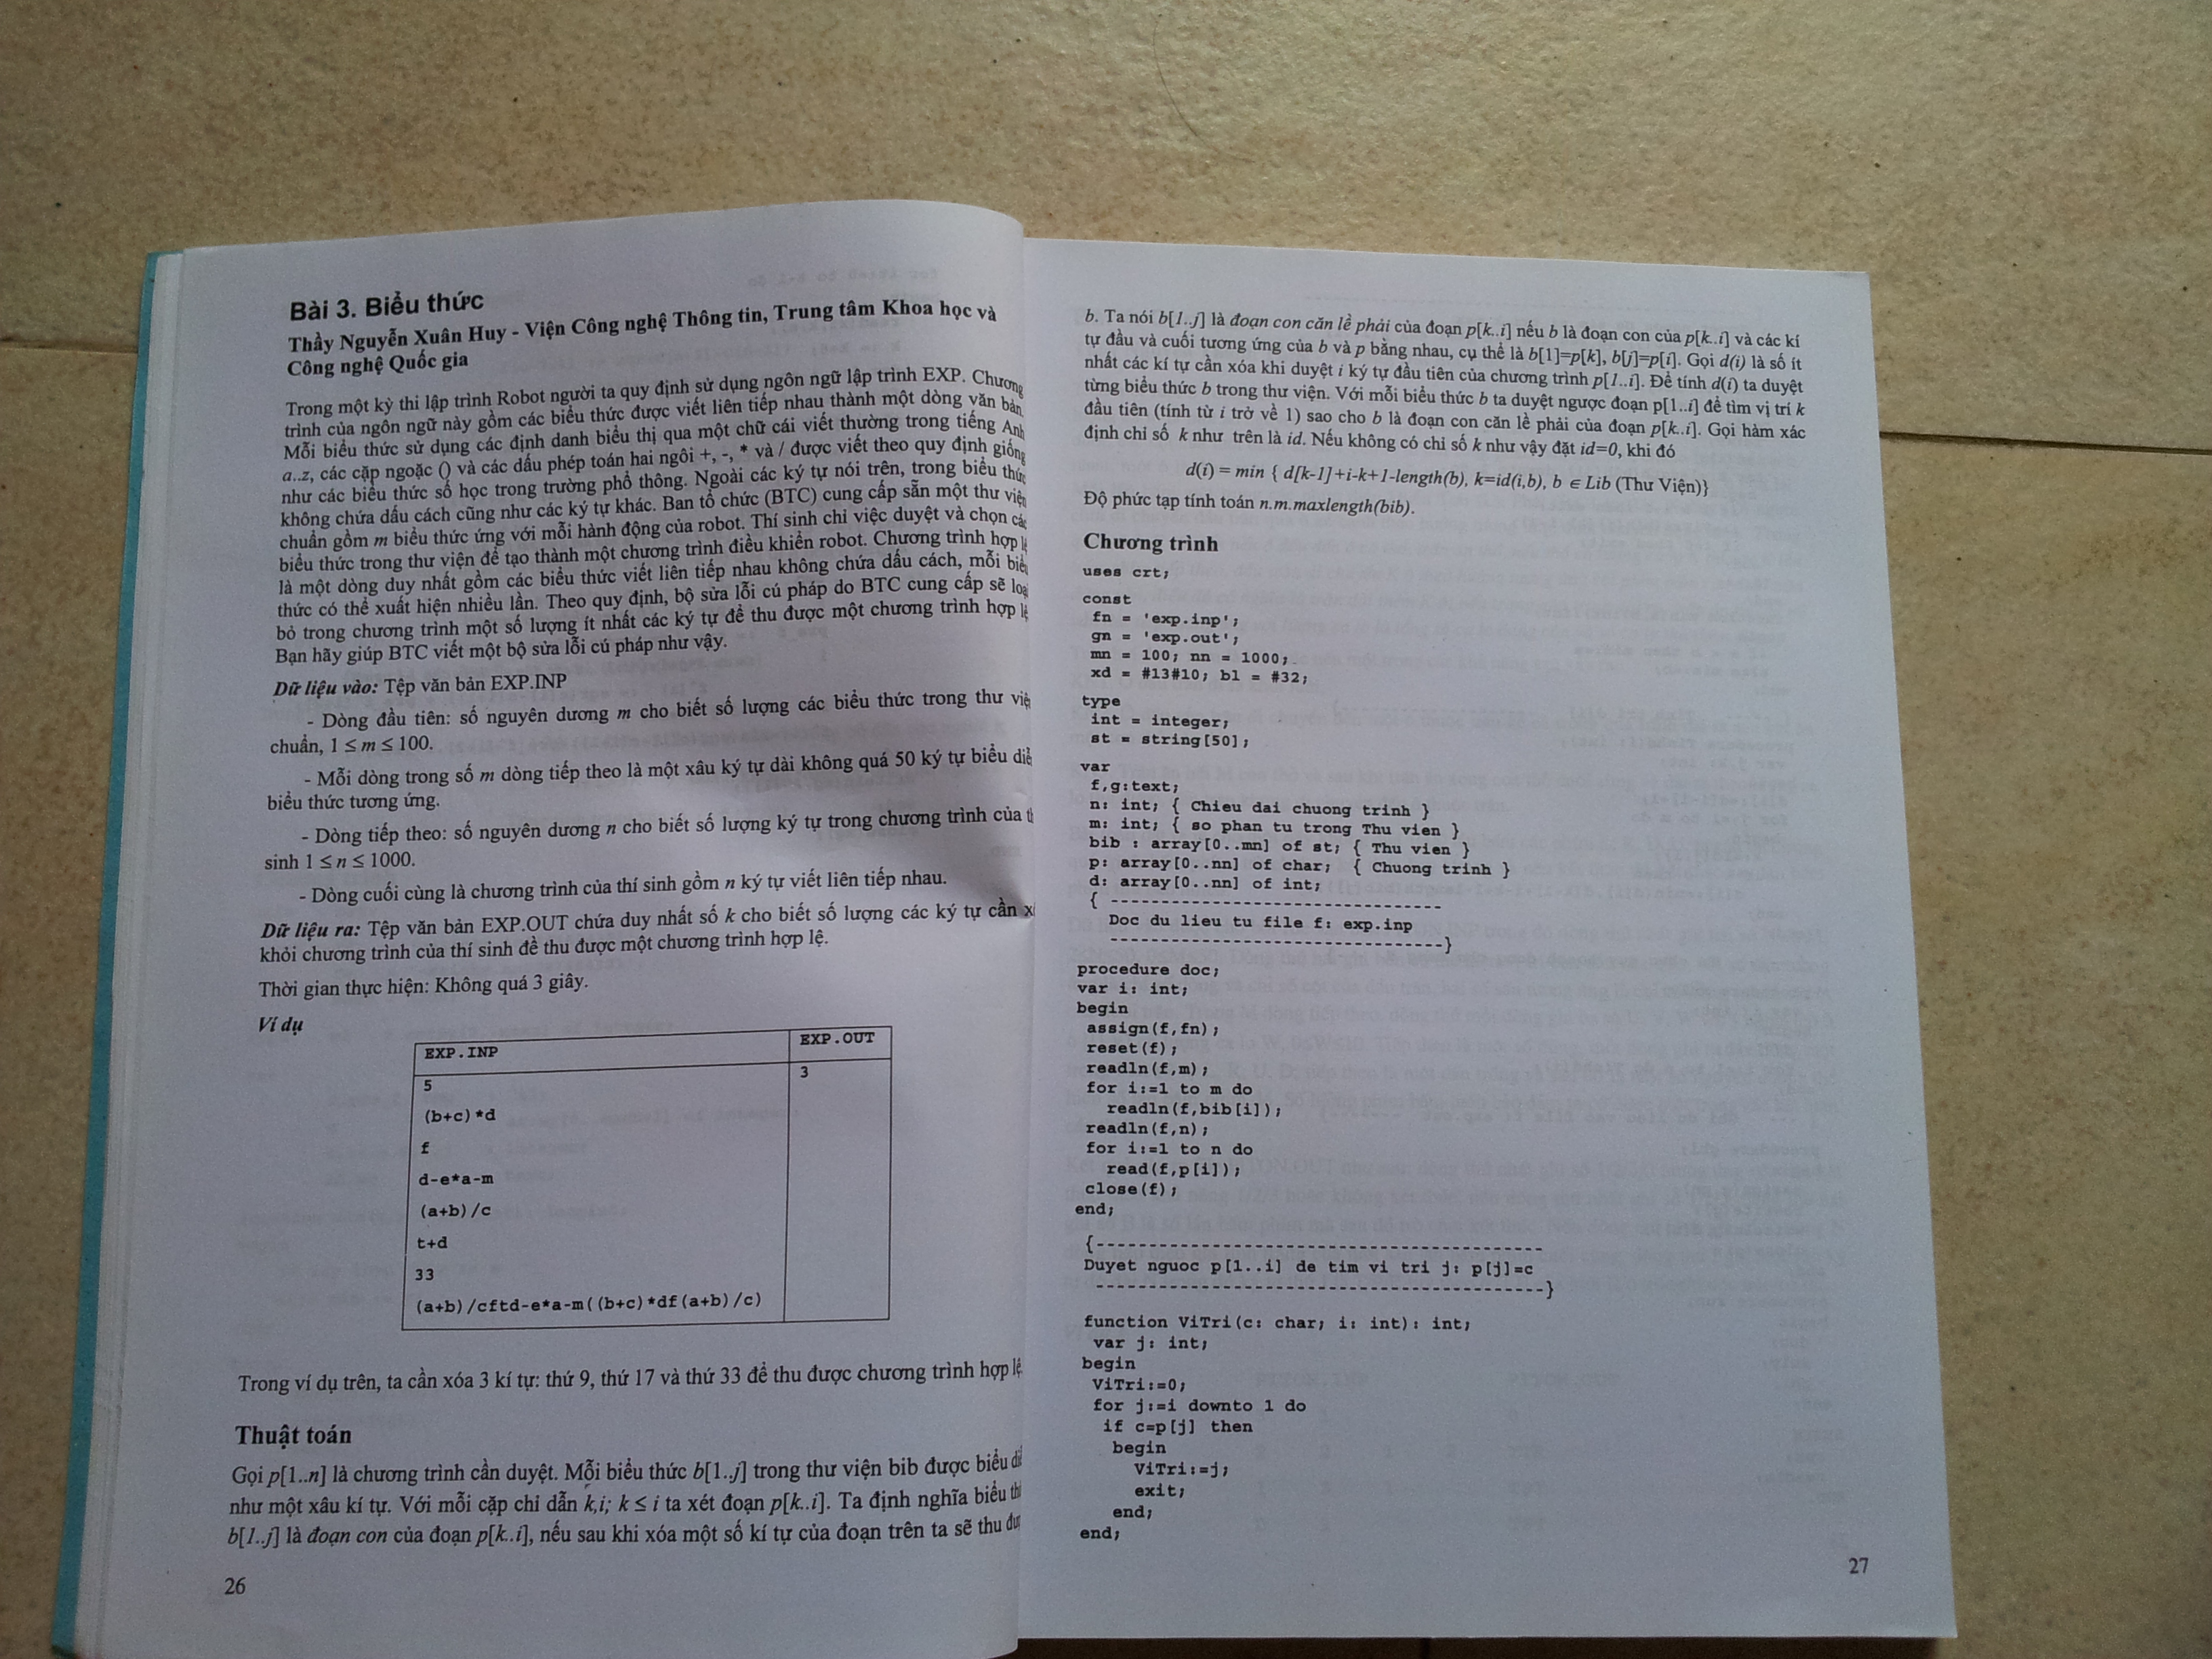 Bài 3. Biểu thức
Thầy Nguyễn Xuân Huy - Viện Công nghệ Thông tin, Trung tâm Khoa học và
Công nghệ Quốc gia
Trong một kỳ thi lập trình Robot người ta quy định sử dụng ngôn ngữ lập trình EXP. Chương
trình của ngôn ngữ này gồm các biểu thức được viết liên tiếp nhau thành một dòng văn bản.
Mỗi biểu thức sử dụng các định danh biểu thị qua một chữ cái viết thường trong tiếng Anh
a..z, các cặp ngoặc () và các dấu phép toán hai ngôi +, -, * và / được viết theo quy định giống
như các biểu thức số học trong trường phổ thông. Ngoài các ký tự nói trên, trong biểu thức
không chứa dấu cách cũng như các ký tự khác. Ban tổ chức (BTC) cung cấp sẵn một thư viện
chuẩn gồm m biểu thức ứng với mỗi hành động của robot. Thí sinh chỉ việc duyệt và chọn các
biểu thức trong thư viện để tạo thành một chương trình điều khiển robot. Chương trình hợp lệ
là một dòng duy nhất gồm các biểu thức viết liên tiếp nhau không chứa dấu cách, mỗi biểu
thức có thể xuất hiện nhiều lần. Theo quy định, bộ sửa lỗi cú pháp do BTC cung cấp sẽ loại
bỏ trong chương trình một số lượng ít nhất các ký tự để thu được một chương trình hợp lệ
Bạn hãy giúp BTC viết một bộ sửa lỗi cú pháp như vậy.
Dữ liệu vào: Tệp văn bản EXP.INP
- Dòng đầu tiên: số nguyên dương m cho biết số lượng các biểu thức trong thư viện
chuẩn, 1 ≤ m ≤ 100.
- Mỗi dòng trong số m dòng tiếp theo là một xâu ký tự dài không quá 50 ký tự biểu diễ
biểu thức tương ứng.
- Dòng tiếp theo: số nguyên dương n cho biết số lượng ký tự trong chương trình của
sinh 1 ≤ n ≤ 1000.
- Dòng cuối cùng là chương trình của thí sinh gồm n ký tự viết liên tiếp nhau.
Dữ liệu ra: Tệp văn bản EXP.OUT chứa duy nhất số k cho biết số lượng các ký tự cần x
khỏi chương trình của thí sinh để thu được một chương trình hợp lệ.
Thời gian thực hiện: Không quá 3 giây.
Ví dụ
EXP.INP EXP.OUT
5 3
(b+c)*d
f
d-e*a-m
(a+b)/c
t+d
33
(a+b)/cftd-e*a-m((b+c)*df(a+b)/c)
Trong ví dụ trên, ta cần xóa 3 kí tự: thứ 9, thứ 17 và thứ 33 để thu được chương trình hợp lệ
Thuật toán
Gọi p[1..n] là chương trình cần duyệt. Mỗi biểu thức b[1..j] trong thư viện bib được biểu di
như một xâu kí tự. Với mỗi cặp chỉ dẫn k,i; k ≤ i ta xét đoạn p[k..i]. Ta định nghĩa biểu th
b[1..j] là đoạn con của đoạn p[k..i], nếu sau khi xóa một số kí tự của đoạn trên ta sẽ thu đư
26
b. Ta nói b[1..j] là đoạn con căn lề phải của đoạn p[k..i] nếu b là đoạn con của p[k..i] và các kí
tự đầu và cuối tương ứng của b và p bằng nhau, cụ thể là b[1]=p[k], b[j]=p[i]. Gọi d(i) là số ít
nhất các kí tự cần xóa khi duyệt i ký tự đầu tiên của chương trình p[1..i]. Để tính d(i) ta duyệt
từng biểu thức b trong thư viện. Với mỗi biểu thức b ta duyệt ngược đoạn p[1..i] để tìm vị trí k
đầu tiên (tính từ i trở về 1) sao cho b là đoạn con căn lề phải của đoạn p[k..i]. Gọi hàm xác
định chỉ số k như trên là id. Nếu không có chỉ số k như vậy đặt id=0, khi đó
d(i) = min { d[k-1]+i-k+1-length(b), k=id(i,b), b ∈ Lib (Thư Viện)}
Độ phức tạp tính toán n.m.maxlength(bib).
Chương trình
uses crt;
const
fn = 'exp.inp';
gn = 'exp.out';
mn = 100; nn = 1000;
xd = #13#10; bl = #32;
type
int = integer;
st = string[50];
var
f,g:text;
n: int; { Chieu dai chuong trinh }
m: int; { so phan tu trong Thu vien }
bib : array[0..mn] of st; { Thu vien }
p: array[0..nn] of char; { Chuong trinh }
d: array[0..nn] of int;
{ -------------------------------
Doc du lieu tu file f: exp.inp
-------------------------------}
procedure doc;
var i: int;
begin
assign(f,fn);
reset(f);
readln(f,m);
for i:=1 to m do
readln(f,bib[i]);
readln(f,n);
for i:=1 to n do
read(f,p[i]);
close(f);
end;
{------------------------------------------
Duyet nguoc p[1..i] de tim vi tri j: p[j]=c
------------------------------------------}
function ViTri(c: char; i: int): int;
var j: int;
begin
ViTri:=0;
for j:=i downto 1 do
if c=p[j] then
begin
ViTri:=j;
exit;
end;
end;
27